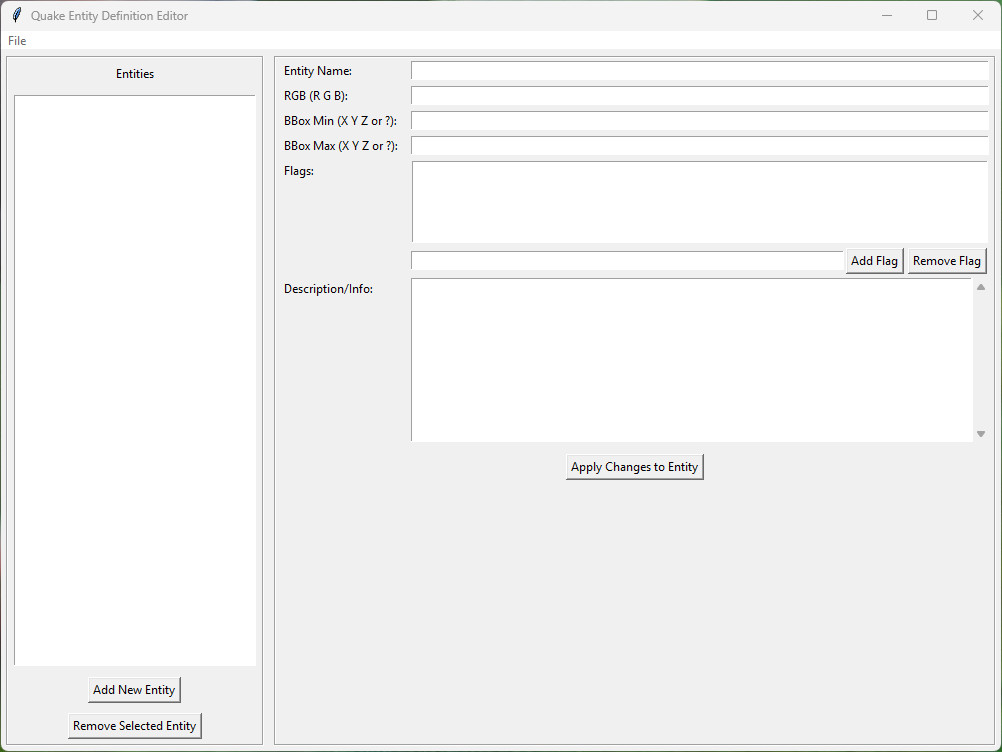 Quake Entity Definition Editor
File
Entities
Entity Name:
RGB (R G B):
BBox Min (X Y Z or ?):
BBox Max (X Y Z or ?):
Flags:
Add Flag Remove Flag
Description/Info:
Apply Changes to Entity
Add New Entity
Remove Selected Entity